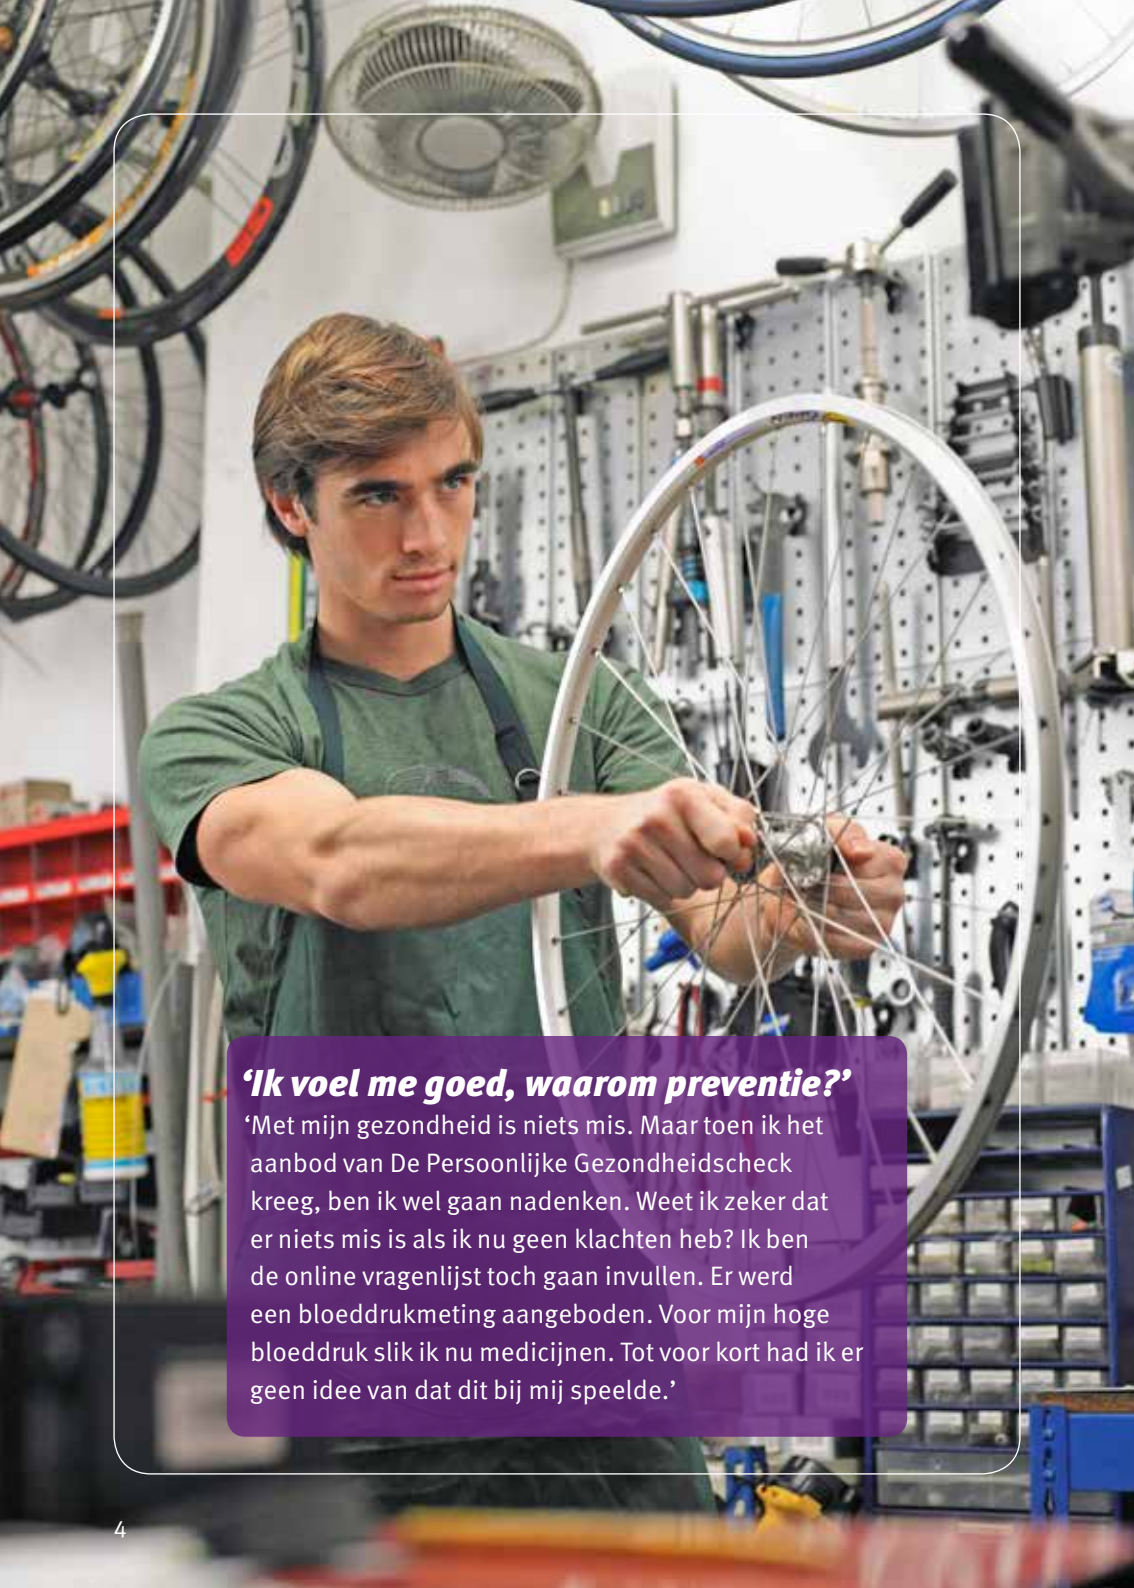 ‘Ik voel me goed, waarom preventie?’
‘Met mijn gezondheid is niets mis. Maar toen ik het
aanbod van De Persoonlijke Gezondheidscheck
kreeg, ben ik wel gaan nadenken. Weet ik zeker dat
er niets mis is als ik nu geen klachten heb? Ik ben
de online vragenlijst toch gaan invullen. Er werd
een bloeddrukmeting aangeboden. Voor mijn hoge
bloeddruk slik ik nu medicijnen. Tot voor kort had ik er
geen idee van dat dit bij mij speelde.’
4